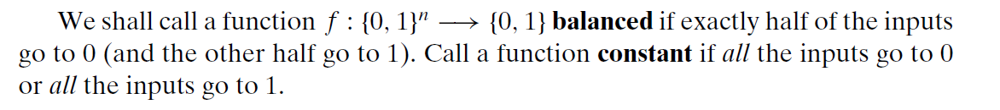 We shall call a function f : {0, 1}ⁿ ⟶ {0, 1} balanced if exactly half of the inputs
go to 0 (and the other half go to 1). Call a function constant if all the inputs go to 0
or all the inputs go to 1.